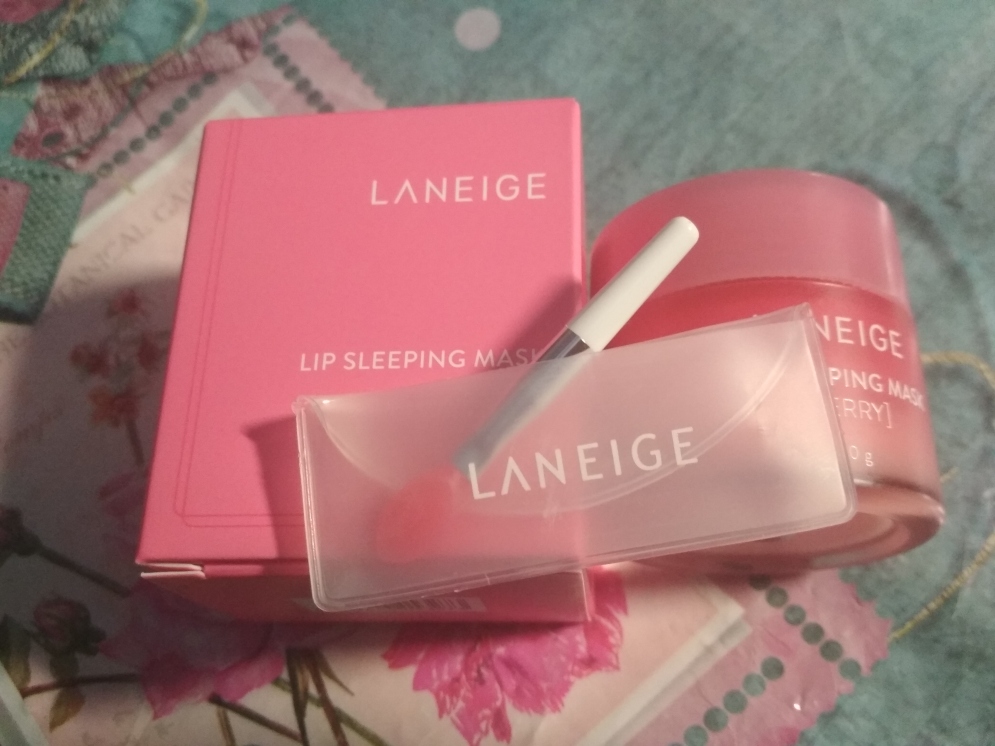 LANEIGE
LIP SLEEPING MASK
LANEIGE
NEIGE
PING MASK
ERRY]
0 g